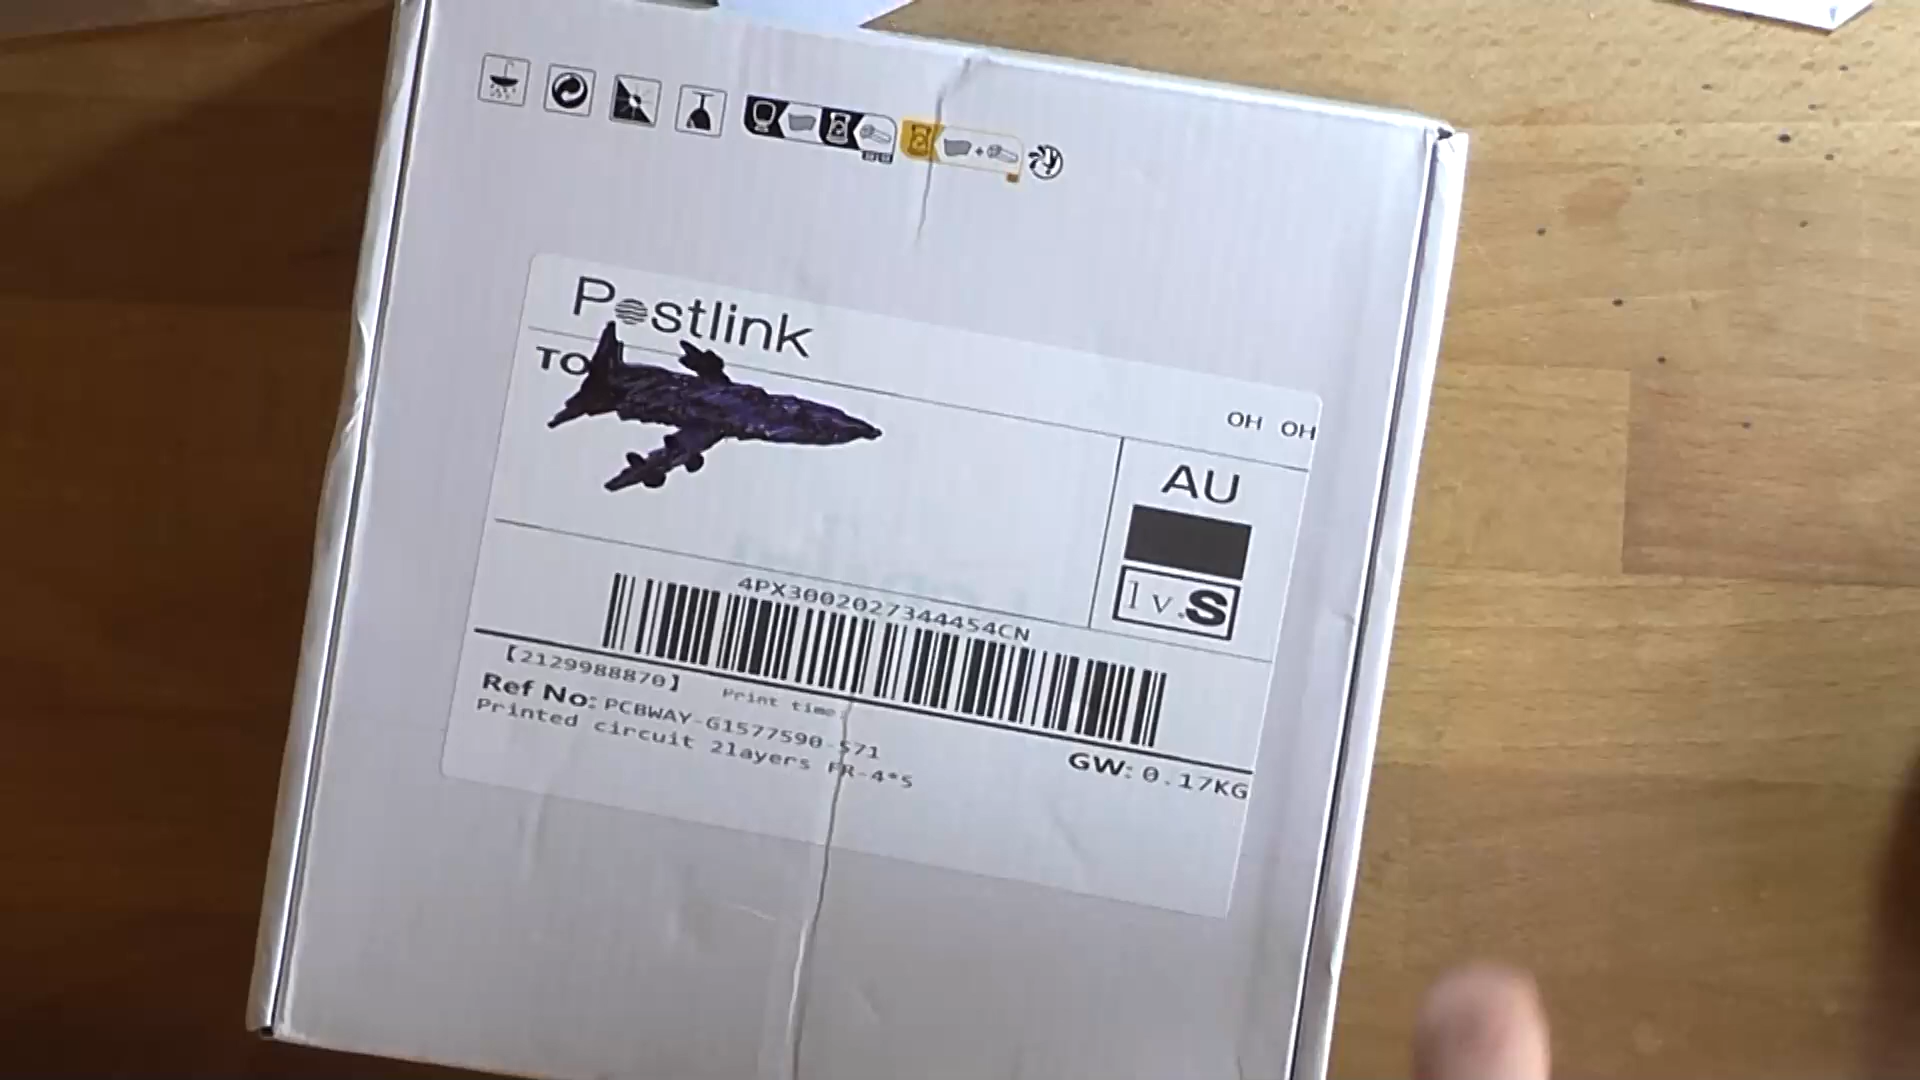 Postlink
TO
OH OH
AU
lv.S
4PX3002027344454CN
【2129988870】 Print time:
Ref No: PCBWAY-G1577590-S71
Printed circuit 2layers FR-4*5
GW: 0.17KG